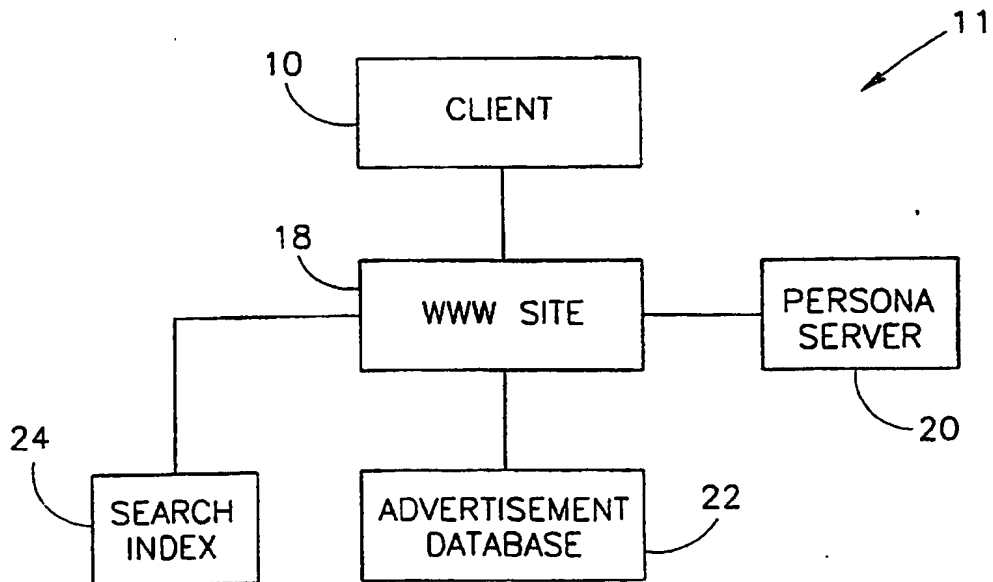 11
10
CLIENT
18
WWW SITE
PERSONA
SERVER
20
24
SEARCH
INDEX
ADVERTISEMENT
DATABASE
22